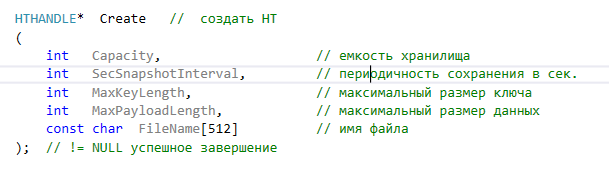 HTHANDLE*  Create   //  создать HT
(
    int   Capacity,                // емкость хранилища
    int   SecSnapshotInterval,     // периодичность сохранения в сек.
    int   MaxKeyLength,            // максимальный размер ключа
    int   MaxPayloadLength,        // максимальный размер данных
    const char  FileName[512]      // имя файла
);  // != NULL успешное завершение